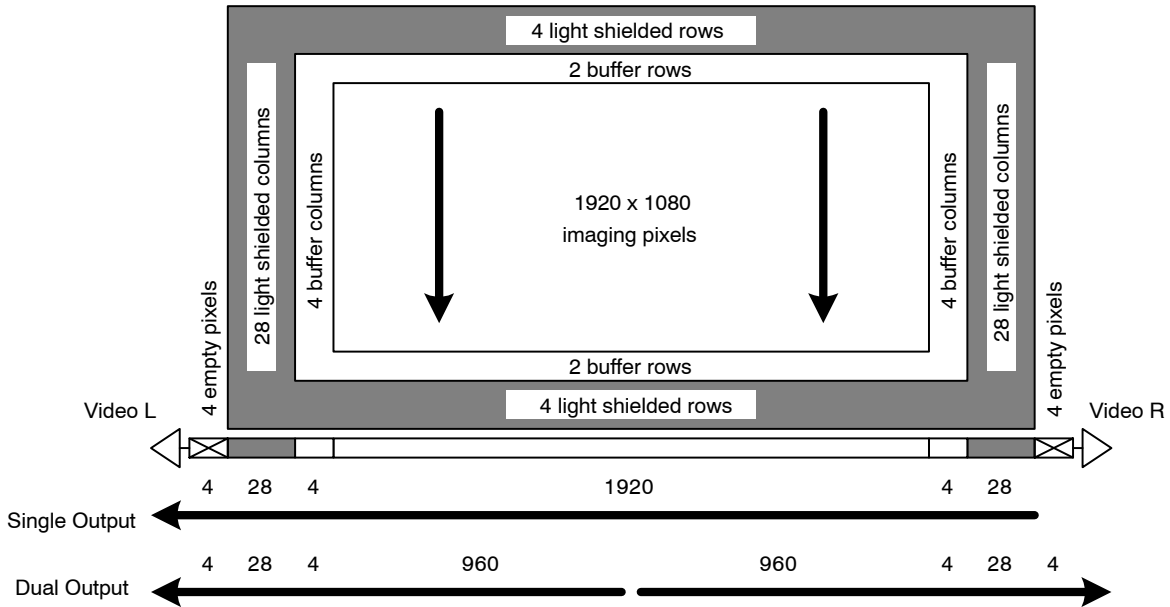 4 light shielded rows
2 buffer rows
28 light shielded columns
4 buffer columns
1920 x 1080
imaging pixels
4 buffer columns
28 light shielded columns
4 empty pixels
4 empty pixels
2 buffer rows
4 light shielded rows
Video L
Video R
4 28 4 1920 4 28
Single Output
4 28 4 960 960 4 28 4
Dual Output